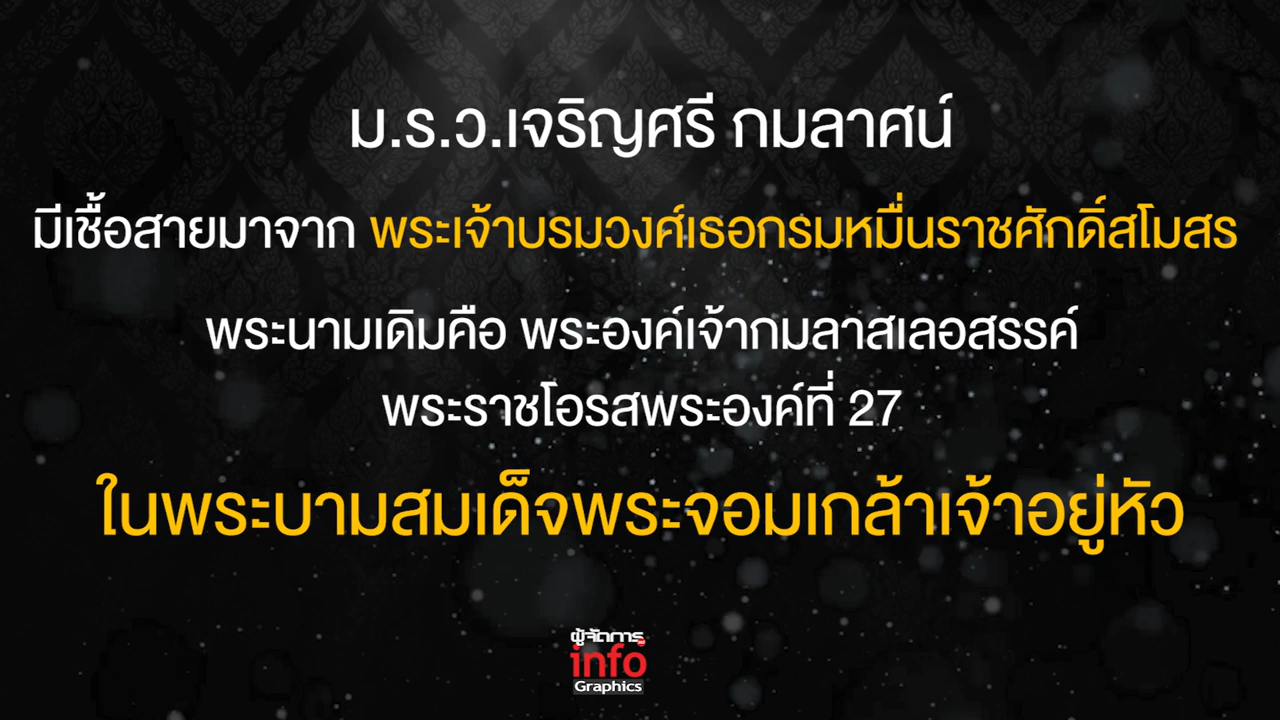 ม.ร.ว.เจริญศรี กมลาศน์
มีเชื้อสายมาจาก พระเจ้าบรมวงศ์เธอกรมหมื่นราชศักดิ์สโมสร
พระนามเดิมคือ พระองค์เจ้ากมลาสเลอสรรค์
พระราชโอรสพระองค์ที่ 27
ในพระบามสมเด็จพระจอมเกล้าเจ้าอยู่หัว
ผู้จัดการ
info
Graphics